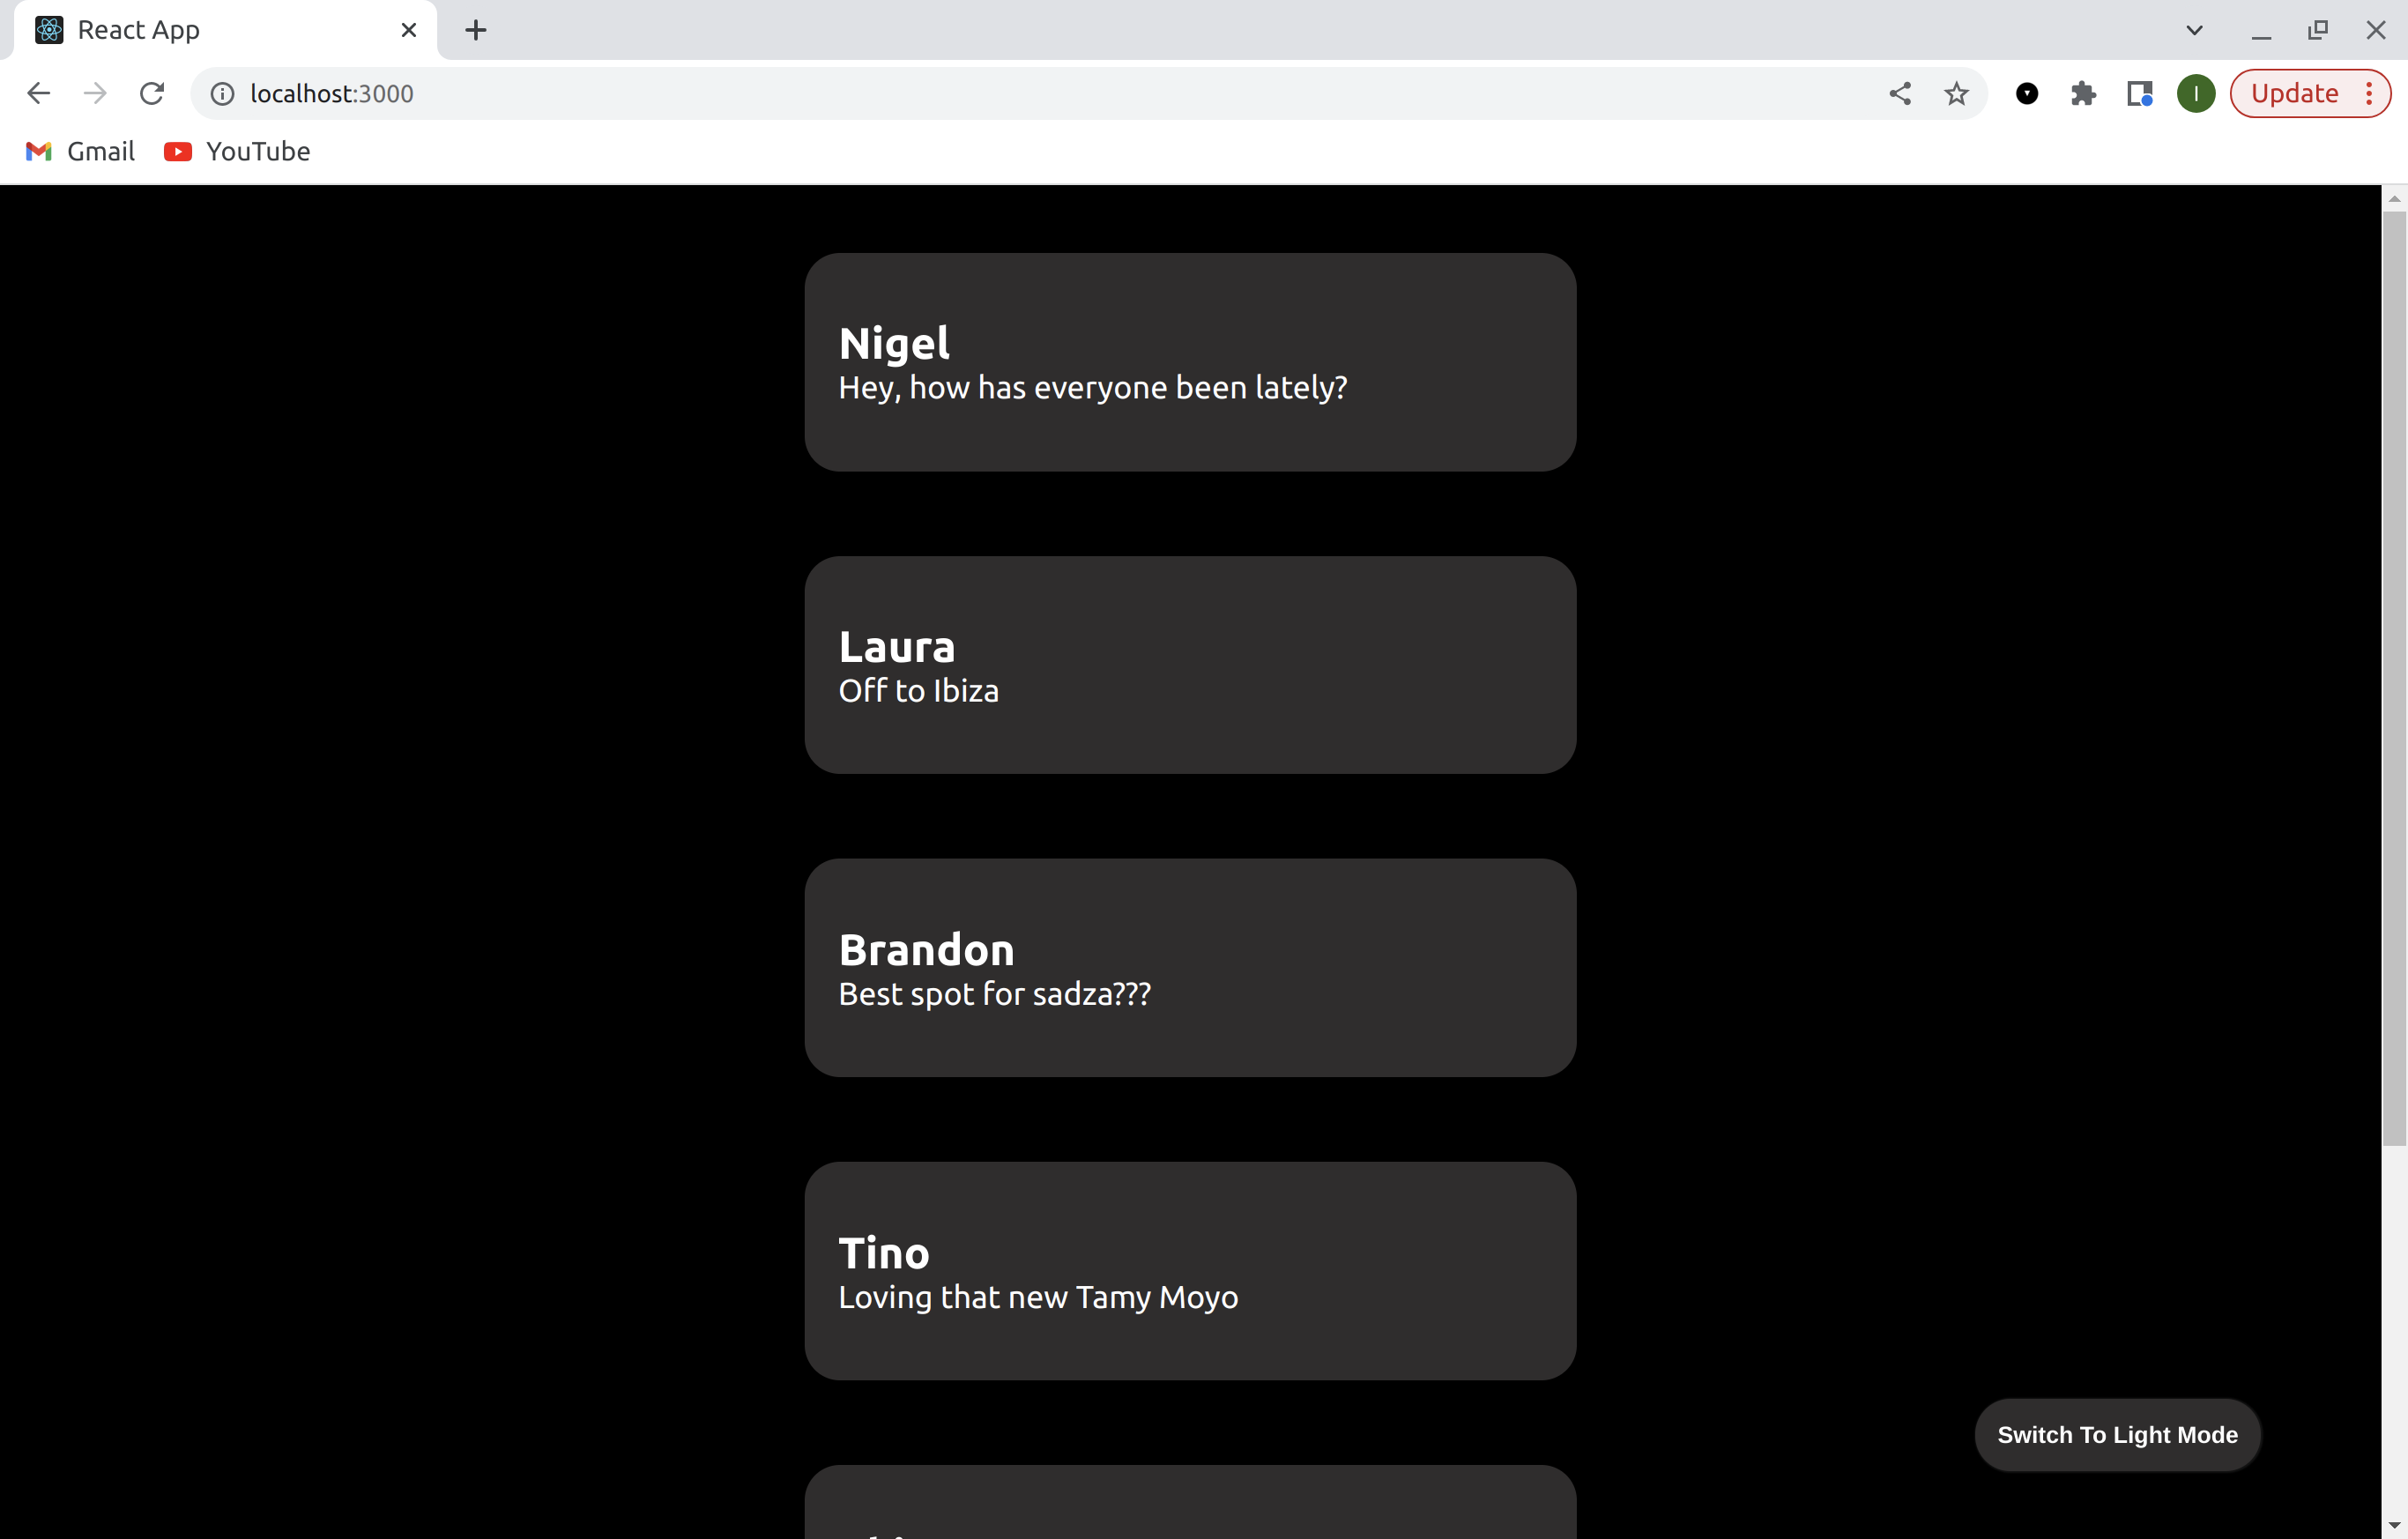 React App
localhost:3000
I
Update
Gmail
YouTube
Nigel
Hey, how has everyone been lately?
Laura
Off to Ibiza
Brandon
Best spot for sadza???
Tino
Loving that new Tamy Moyo
Switch To Light Mode